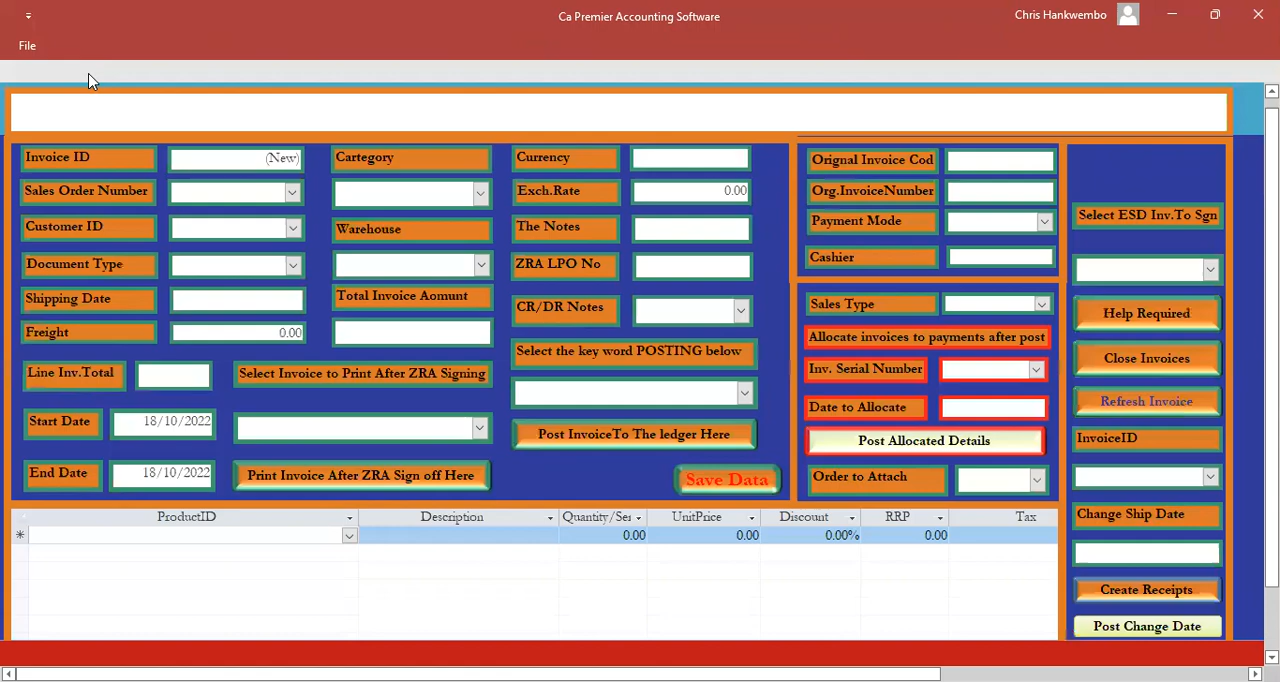 Ca Premier Accounting Software
Chris Hankwembo
File
Invoice ID
(New)
Sales Order Number
Customer ID
Document Type
Shipping Date
Freight
0.00
Line Inv.Total
Start Date
18/10/2022
End Date
18/10/2022
Cartegory
Warehouse
Total Invoice Aomunt
Select Invoice to Print After ZRA Signing
Print Invoice After ZRA Sign off Here
Currency
Exch.Rate
0.00
The Notes
ZRA LPO No
CR/DR Notes
Select the key word POSTING below
Post InvoiceTo The ledger Here
Save Data
Orignal Invoice Cod
Org.InvoiceNumber
Payment Mode
Cashier
Sales Type
Allocate invoices to payments after post
Inv. Serial Number
Date to Allocate
Post Allocated Details
Order to Attach
Select ESD Inv.To Sgn
Help Required
Close Invoices
Refresh Invoice
InvoiceID
Change Ship Date
Create Receipts
Post Change Date
ProductID Description Quantity/Ser UnitPrice Discount RRP Tax
0.00 0.00 0.00% 0.00